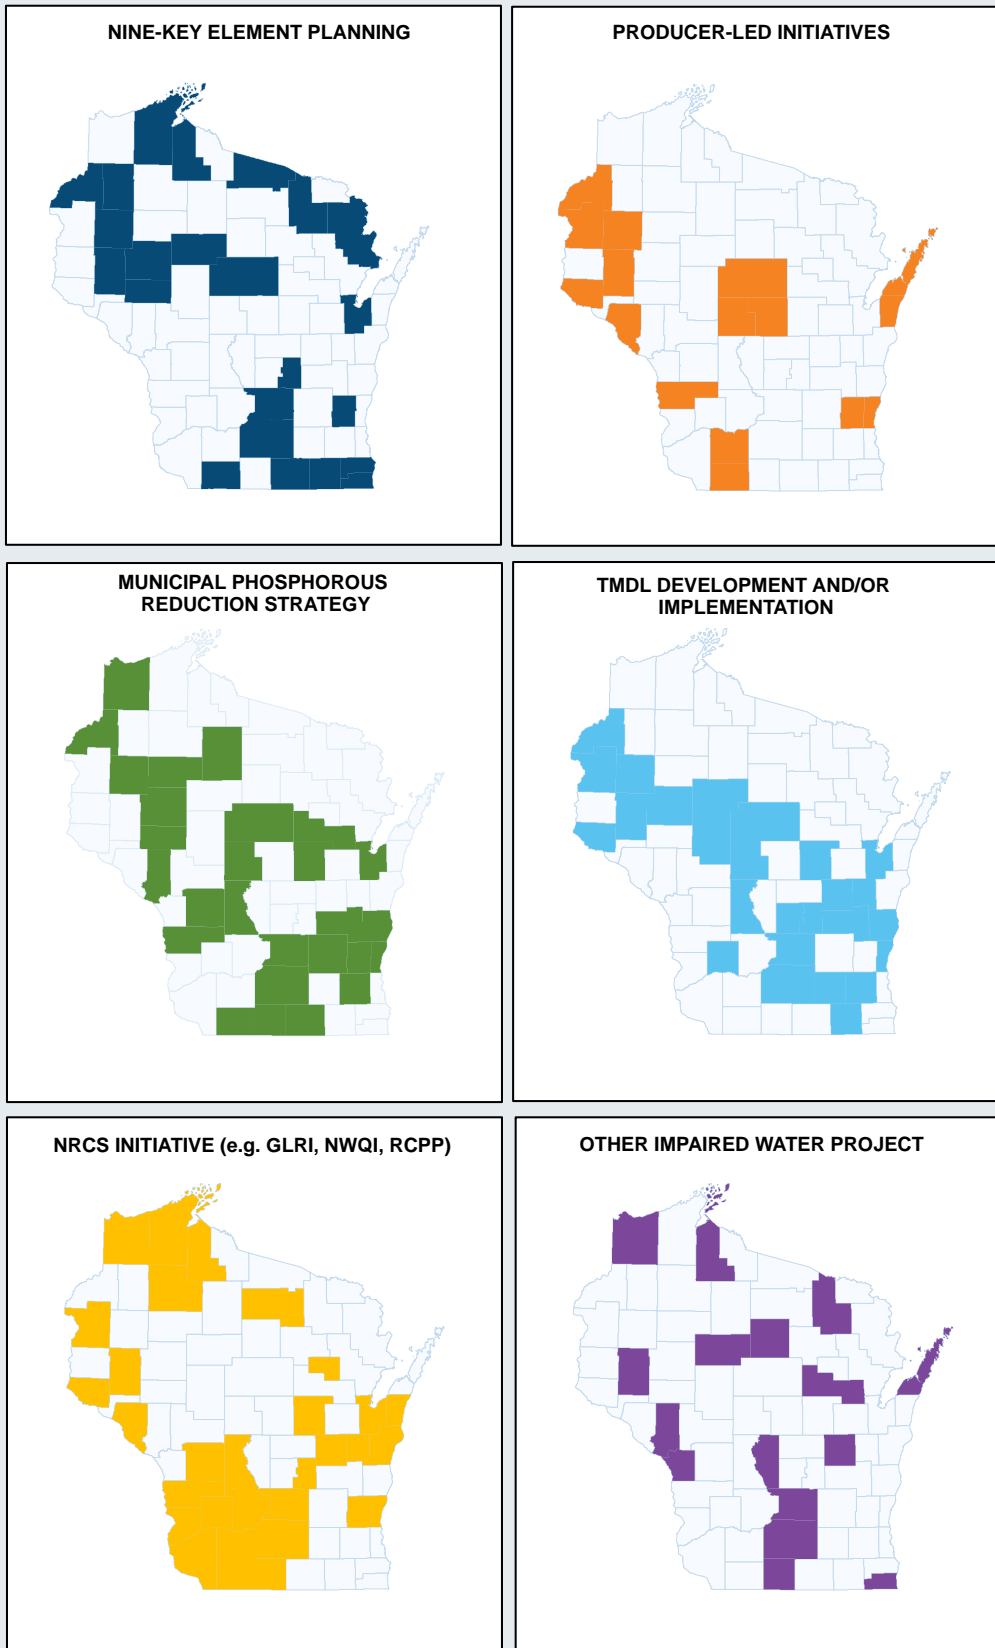 NINE-KEY ELEMENT PLANNING
PRODUCER-LED INITIATIVES
MUNICIPAL PHOSPHOROUS
REDUCTION STRATEGY
TMDL DEVELOPMENT AND/OR
IMPLEMENTATION
NRCS INITIATIVE (e.g. GLRI, NWQI, RCPP)
OTHER IMPAIRED WATER PROJECT